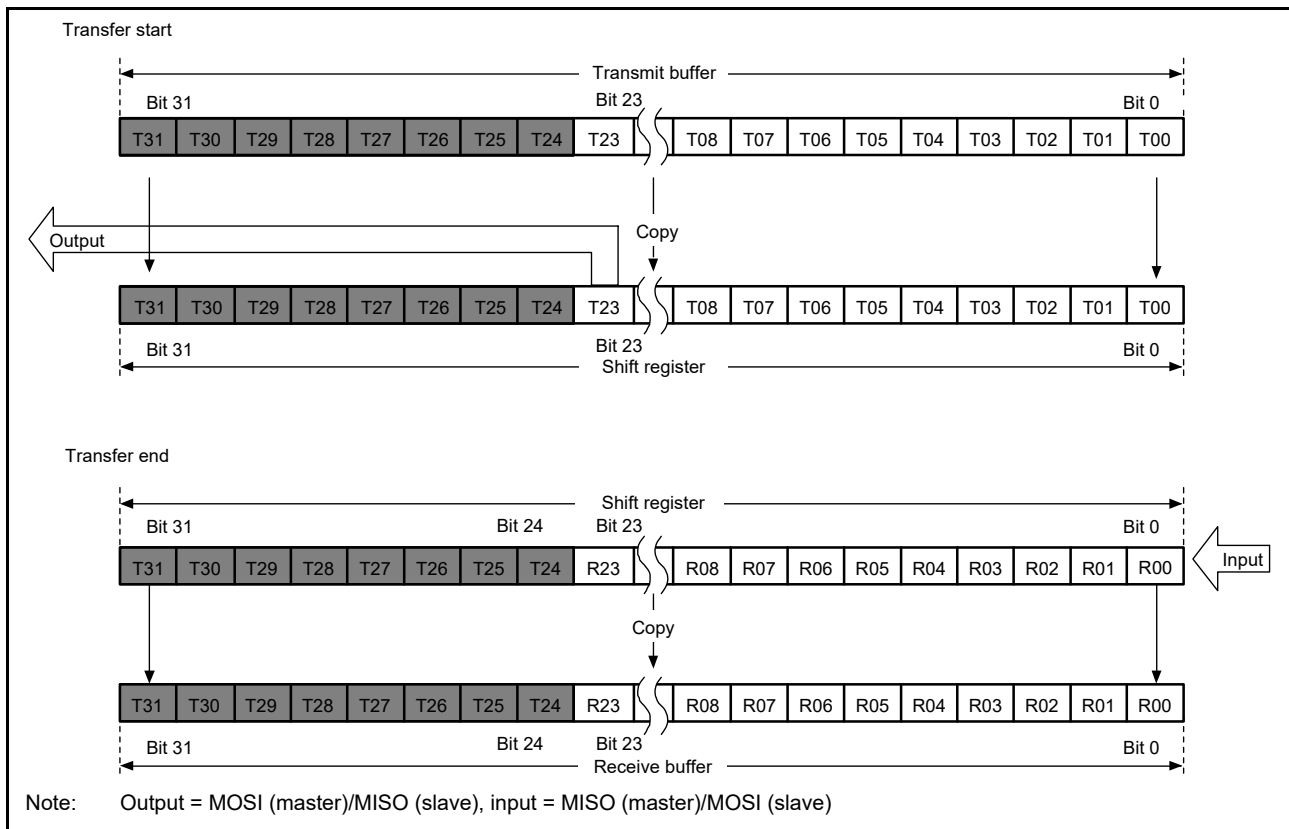 Transfer start
Transmit buffer
Bit 31 Bit 23 Bit 0
T31 T30 T29 T28 T27 T26 T25 T24 T23 T08 T07 T06 T05 T04 T03 T02 T01 T00
Output Copy
T31 T30 T29 T28 T27 T26 T25 T24 T23 T08 T07 T06 T05 T04 T03 T02 T01 T00
Bit 31 Bit 23 Bit 0
Shift register
Transfer end
Shift register
Bit 31 Bit 24 Bit 23 Bit 0
T31 T30 T29 T28 T27 T26 T25 T24 R23 R08 R07 R06 R05 R04 R03 R02 R01 R00 Input
Copy
T31 T30 T29 T28 T27 T26 T25 T24 R23 R08 R07 R06 R05 R04 R03 R02 R01 R00
Bit 31 Bit 24 Bit 23 Bit 0
Receive buffer
Note: Output = MOSI (master)/MISO (slave), input = MISO (master)/MOSI (slave)